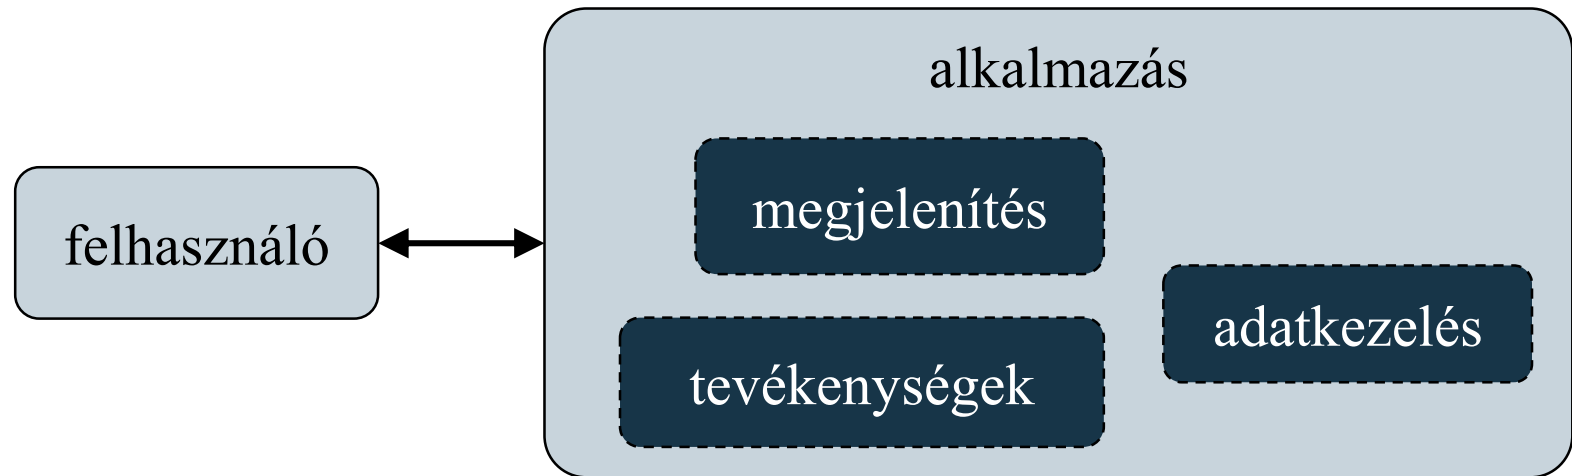 alkalmazás
megjelenítés
felhasználó
adatkezelés
tevékenységek